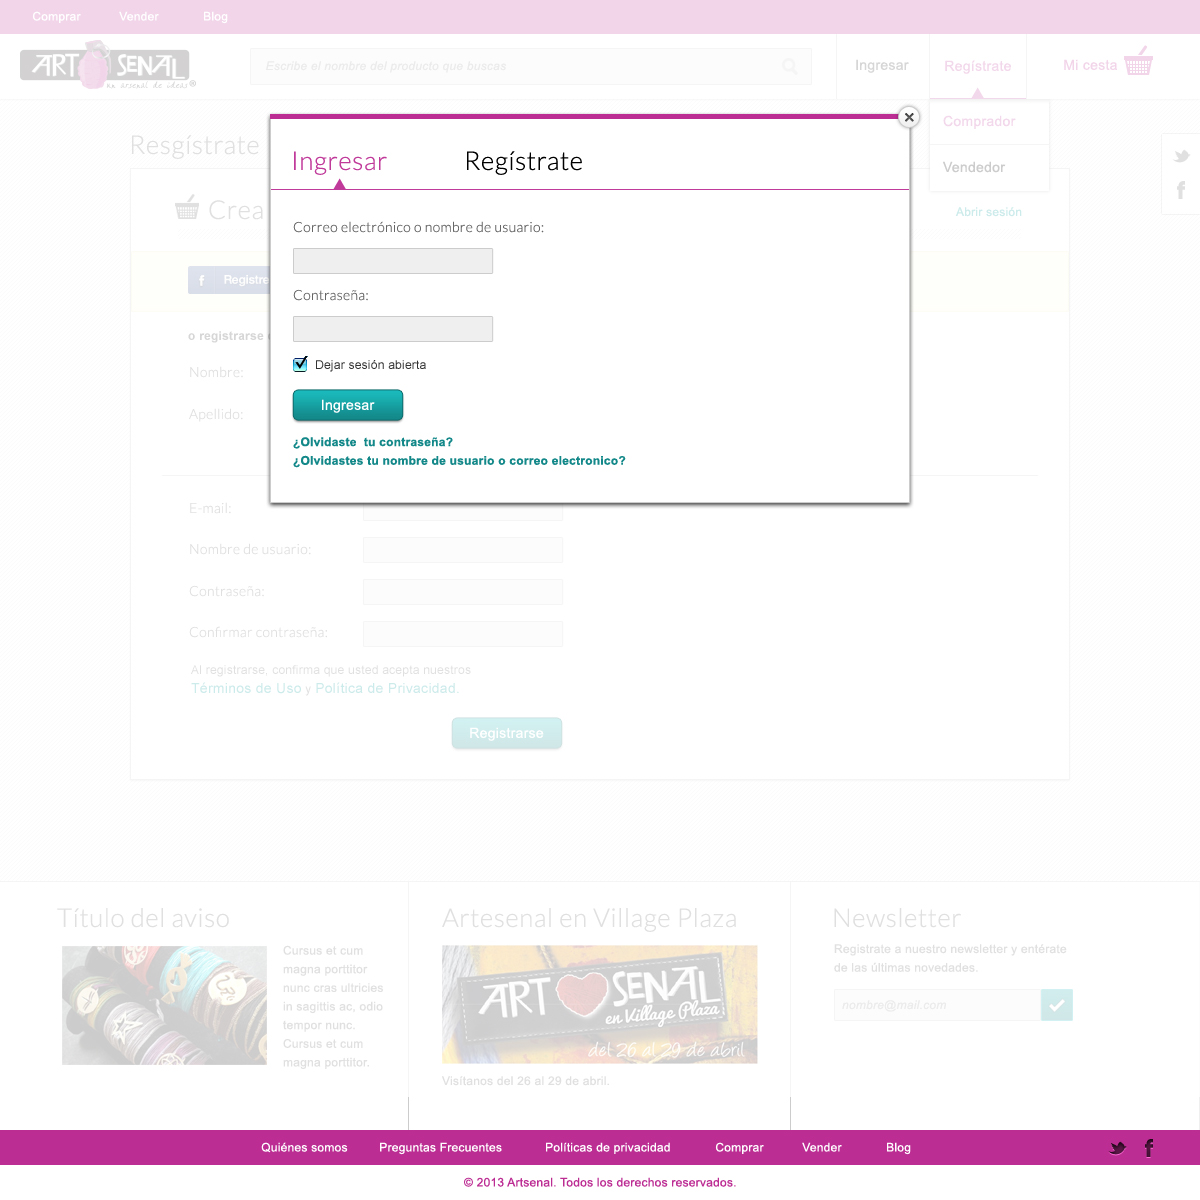 Comprar Vender Blog
ARTSENAL
un arsenal de ideas®
Escribe el nombre del producto que buscas
Ingresar
Regístrate
Mi cesta
Comprador
Vendedor
Resgístrate
Ingresar Regístrate
Crea
Abrir sesión
Correo electrónico o nombre de usuario:
f Registre
Contraseña:
o registrarse
Nombre:
Dejar sesión abierta
Apellido:
Ingresar
¿Olvidaste tu contraseña?
¿Olvidastes tu nombre de usuario o correo electronico?
E-mail:
Nombre de usuario:
Contraseña:
Confirmar contraseña:
Al registrarse, confirma que usted acepta nuestros
Términos de Uso y Política de Privacidad.
Registrarse
Título del aviso
Cursus et cum
magna porttitor
nunc cras ultricies
in sagittis ac, odio
tempor nunc.
Cursus et cum
magna porttitor.
Artesenal en Village Plaza
ART SENAL
en Village Plaza
del 26 al 29 de abril
Visítanos del 26 al 29 de abril.
Newsletter
Regístrate a nuestro newsletter y entérate
de las últimas novedades.
nombre@mail.com
Quiénes somos Preguntas Frecuentes Políticas de privacidad Comprar Vender Blog
© 2013 Artsenal. Todos los derechos reservados.